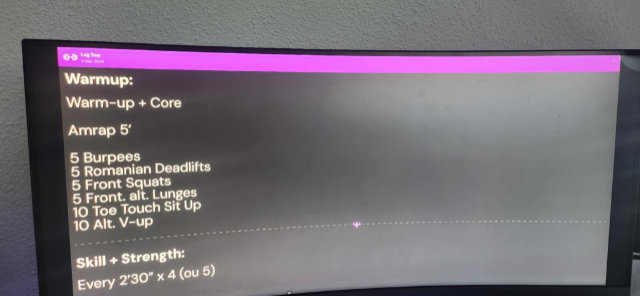 Leg Day
Warmup:
Warm-up + Core
Amrap 5’
5 Burpees
5 Romanian Deadlifts
5 Front Squats
5 Front. alt. Lunges
10 Toe Touch Sit Up
10 Alt. V-up
Skill + Strength:
Every 2’30” x 4 (ou 5)